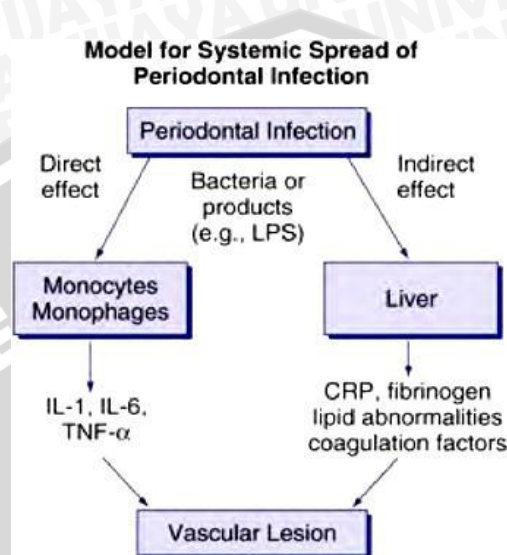 Model for Systemic Spread of
Periodontal Infection
Periodontal Infection
Direct
effect
Bacteria or
products
(e.g., LPS)
Indirect
effect
Monocytes
Monophages
Liver
IL-1, IL-6,
TNF-α
CRP, fibrinogen
lipid abnormalities
coagulation factors
Vascular Lesion